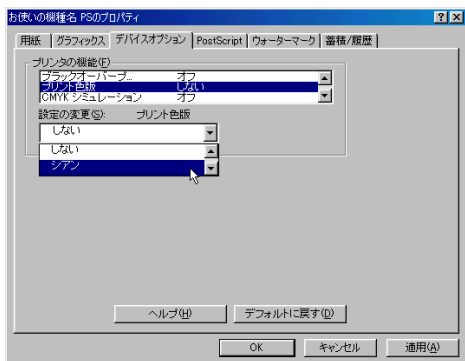 お使いの機種名 PSのプロパティ
用紙 グラフィックス デバイスオプション PostScript ウォーターマーク 蓄積/履歴
プリンタの機能(F)
ブラックオーバープ... オフ
プリント色版 しない
CMYK シミュレーション オフ
設定の変更(S): プリント色版
しない
しない
シアン
ヘルプ(H) デフォルトに戻す(D)
OK キャンセル 適用(A)